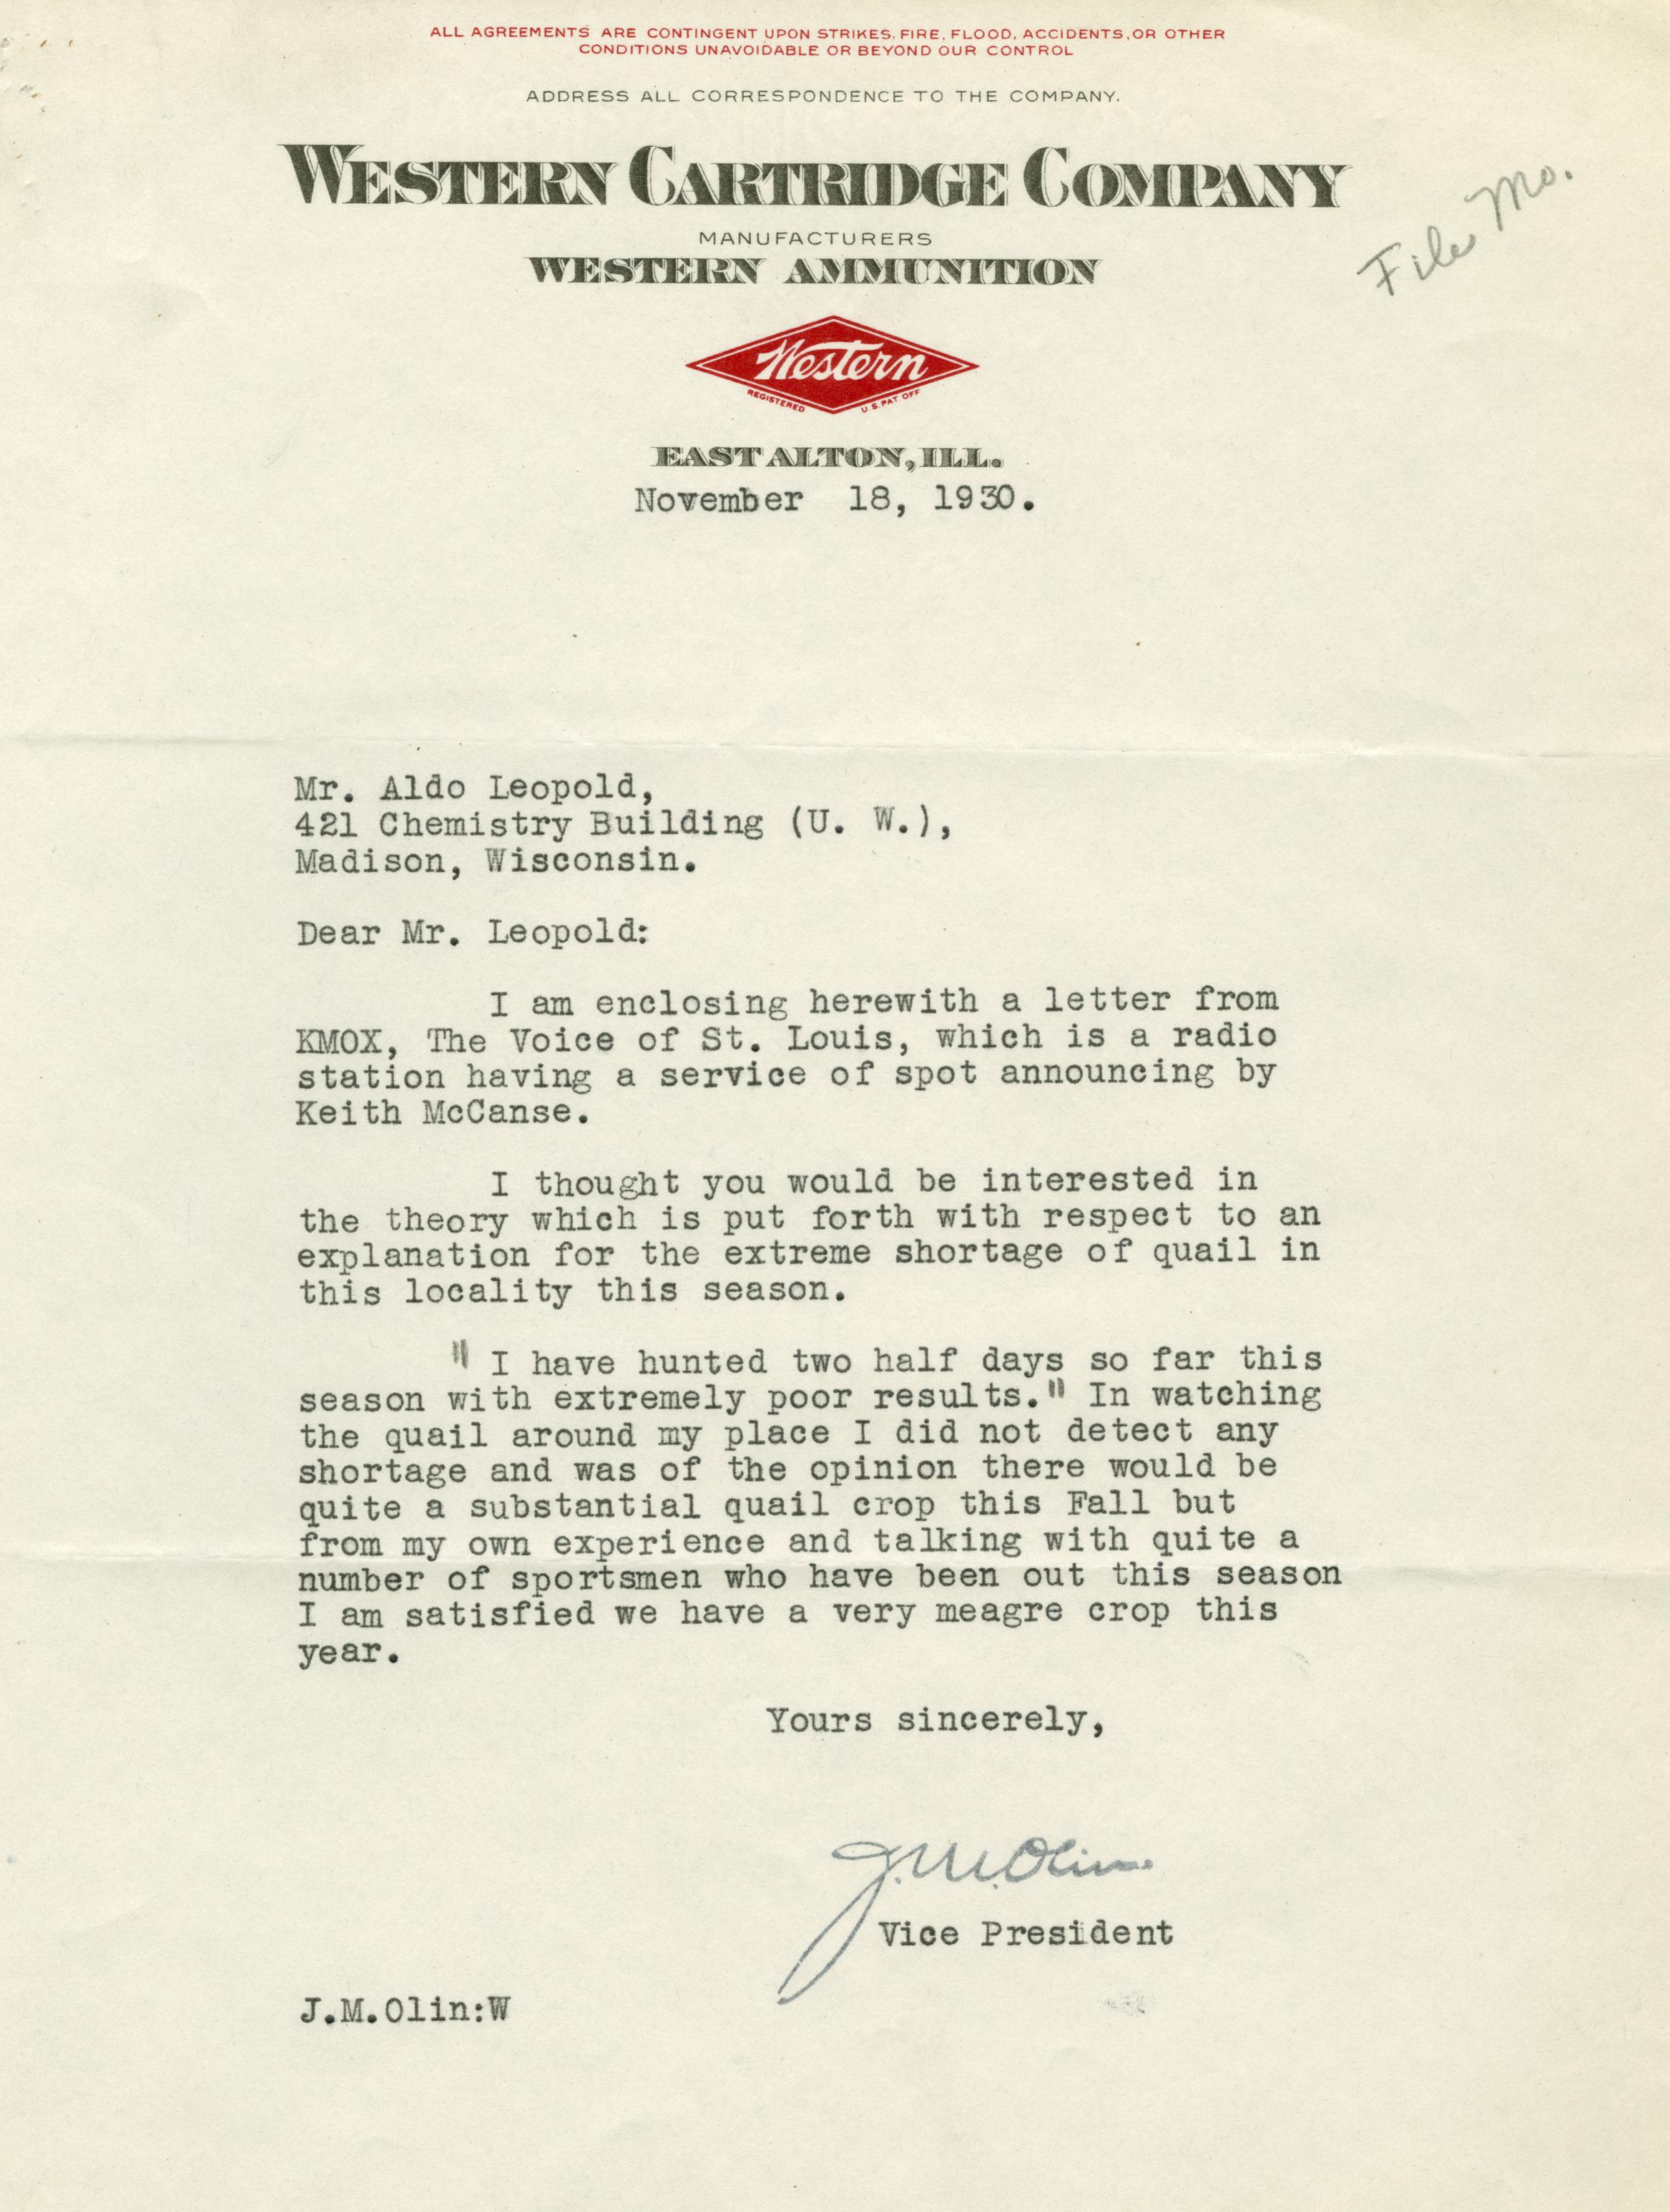 ALL AGREEMENTS ARE CONTINGENT UPON STRIKES, FIRE, FLOOD, ACCIDENTS, OR OTHER
CONDITIONS UNAVOIDABLE OR BEYOND OUR CONTROL
ADDRESS ALL CORRESPONDENCE TO THE COMPANY.
WESTERN CARTRIDGE COMPANY
File Mo.
MANUFACTURERS
WESTERN AMMUNITION
Western
REGISTERED U.S. PAT. OFF
EAST ALTON, ILL.
November 18, 1930.
Mr. Aldo Leopold,
421 Chemistry Building (U. W.),
Madison, Wisconsin.
Dear Mr. Leopold:
I am enclosing herewith a letter from
KMOX, The Voice of St. Louis, which is a radio
station having a service of spot announcing by
Keith McCanse.
I thought you would be interested in
the theory which is put forth with respect to an
explanation for the extreme shortage of quail in
this locality this season.
" I have hunted two half days so far this
season with extremely poor results." In watching
the quail around my place I did not detect any
shortage and was of the opinion there would be
quite a substantial quail crop this Fall but
from my own experience and talking with quite a
number of sportsmen who have been out this season
I am satisfied we have a very meagre crop this
year.
Yours sincerely,
J.M. Olin
Vice President
J.M.Olin:W